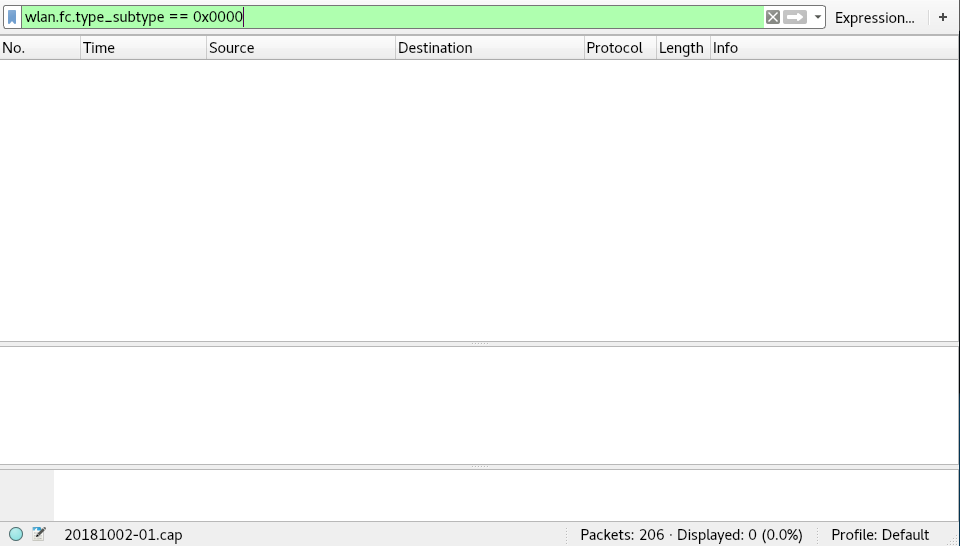 wlan.fc.type_subtype == 0x0000 Expression... +
No. Time Source Destination Protocol Length Info
20181002-01.cap Packets: 206 · Displayed: 0 (0.0%) Profile: Default